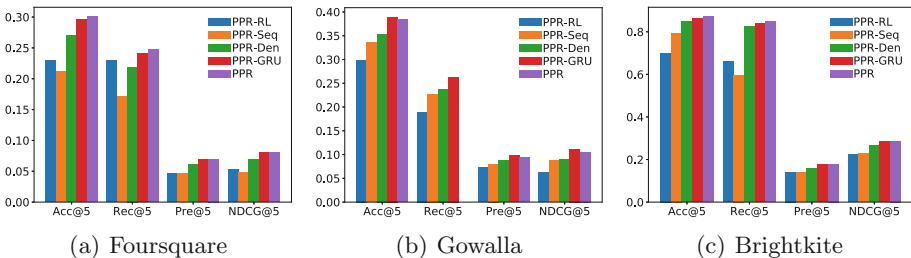 0.30
0.25
0.20
0.15
0.10
0.05
0.00
PPR-RL
PPR-Seq
PPR-Den
PPR-GRU
PPR
Acc@5 Rec@5 Pre@5 NDCG@5
(a) Foursquare
0.40
0.35
0.30
0.25
0.20
0.15
0.10
0.05
0.00
PPR-RL
PPR-Seq
PPR-Den
PPR-GRU
PPR
Acc@5 Rec@5 Pre@5 NDCG@5
(b) Gowalla
0.8
0.6
0.4
0.2
0.0
PPR-RL
PPR-Seq
PPR-Den
PPR-GRU
PPR
Acc@5 Rec@5 Pre@5 NDCG@5
(c) Brightkite